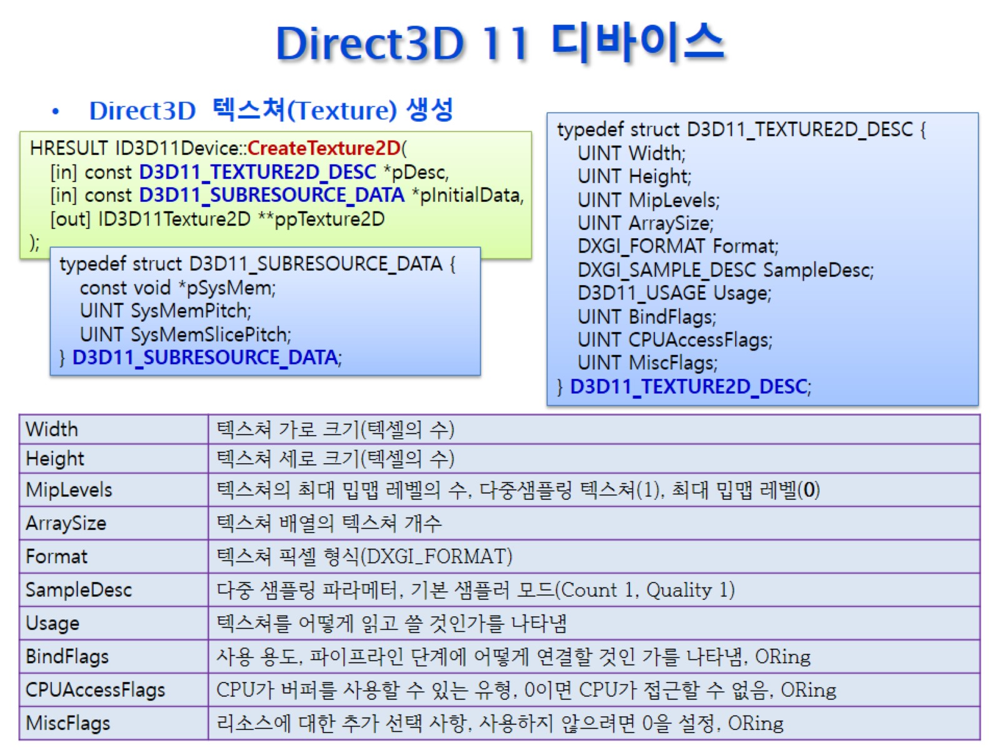 Direct3D 11 디바이스
• Direct3D 텍스쳐(Texture) 생성
HRESULT ID3D11Device::CreateTexture2D(
[in] const D3D11_TEXTURE2D_DESC *pDesc,
[in] const D3D11_SUBRESOURCE_DATA *pInitialData,
[out] ID3D11Texture2D **ppTexture2D
);
typedef struct D3D11_SUBRESOURCE_DATA {
const void *pSysMem;
UINT SysMemPitch;
UINT SysMemSlicePitch;
} D3D11_SUBRESOURCE_DATA;
typedef struct D3D11_TEXTURE2D_DESC {
UINT Width;
UINT Height;
UINT MipLevels;
UINT ArraySize;
DXGI_FORMAT Format;
DXGI_SAMPLE_DESC SampleDesc;
D3D11_USAGE Usage;
UINT BindFlags;
UINT CPUAccessFlags;
UINT MiscFlags;
} D3D11_TEXTURE2D_DESC;
Width 텍스쳐 가로 크기(텍셀의 수)
Height 텍스쳐 세로 크기(텍셀의 수)
MipLevels 텍스쳐의 최대 밉맵 레벨의 수, 다중샘플링 텍스쳐(1), 최대 밉맵 레벨(0)
ArraySize 텍스쳐 배열의 텍스쳐 개수
Format 텍스쳐 픽셀 형식(DXGI_FORMAT)
SampleDesc 다중 샘플링 파라메터, 기본 샘플러 모드(Count 1, Quality 1)
Usage 텍스쳐를 어떻게 읽고 쓸 것인가를 나타냄
BindFlags 사용 용도, 파이프라인 단계에 어떻게 연결할 것인 가를 나타냄, ORing
CPUAccessFlags CPU가 버퍼를 사용할 수 있는 유형, 0이면 CPU가 접근할 수 없음, ORing
MiscFlags 리소스에 대한 추가 선택 사항, 사용하지 않으려면 0을 설정, ORing